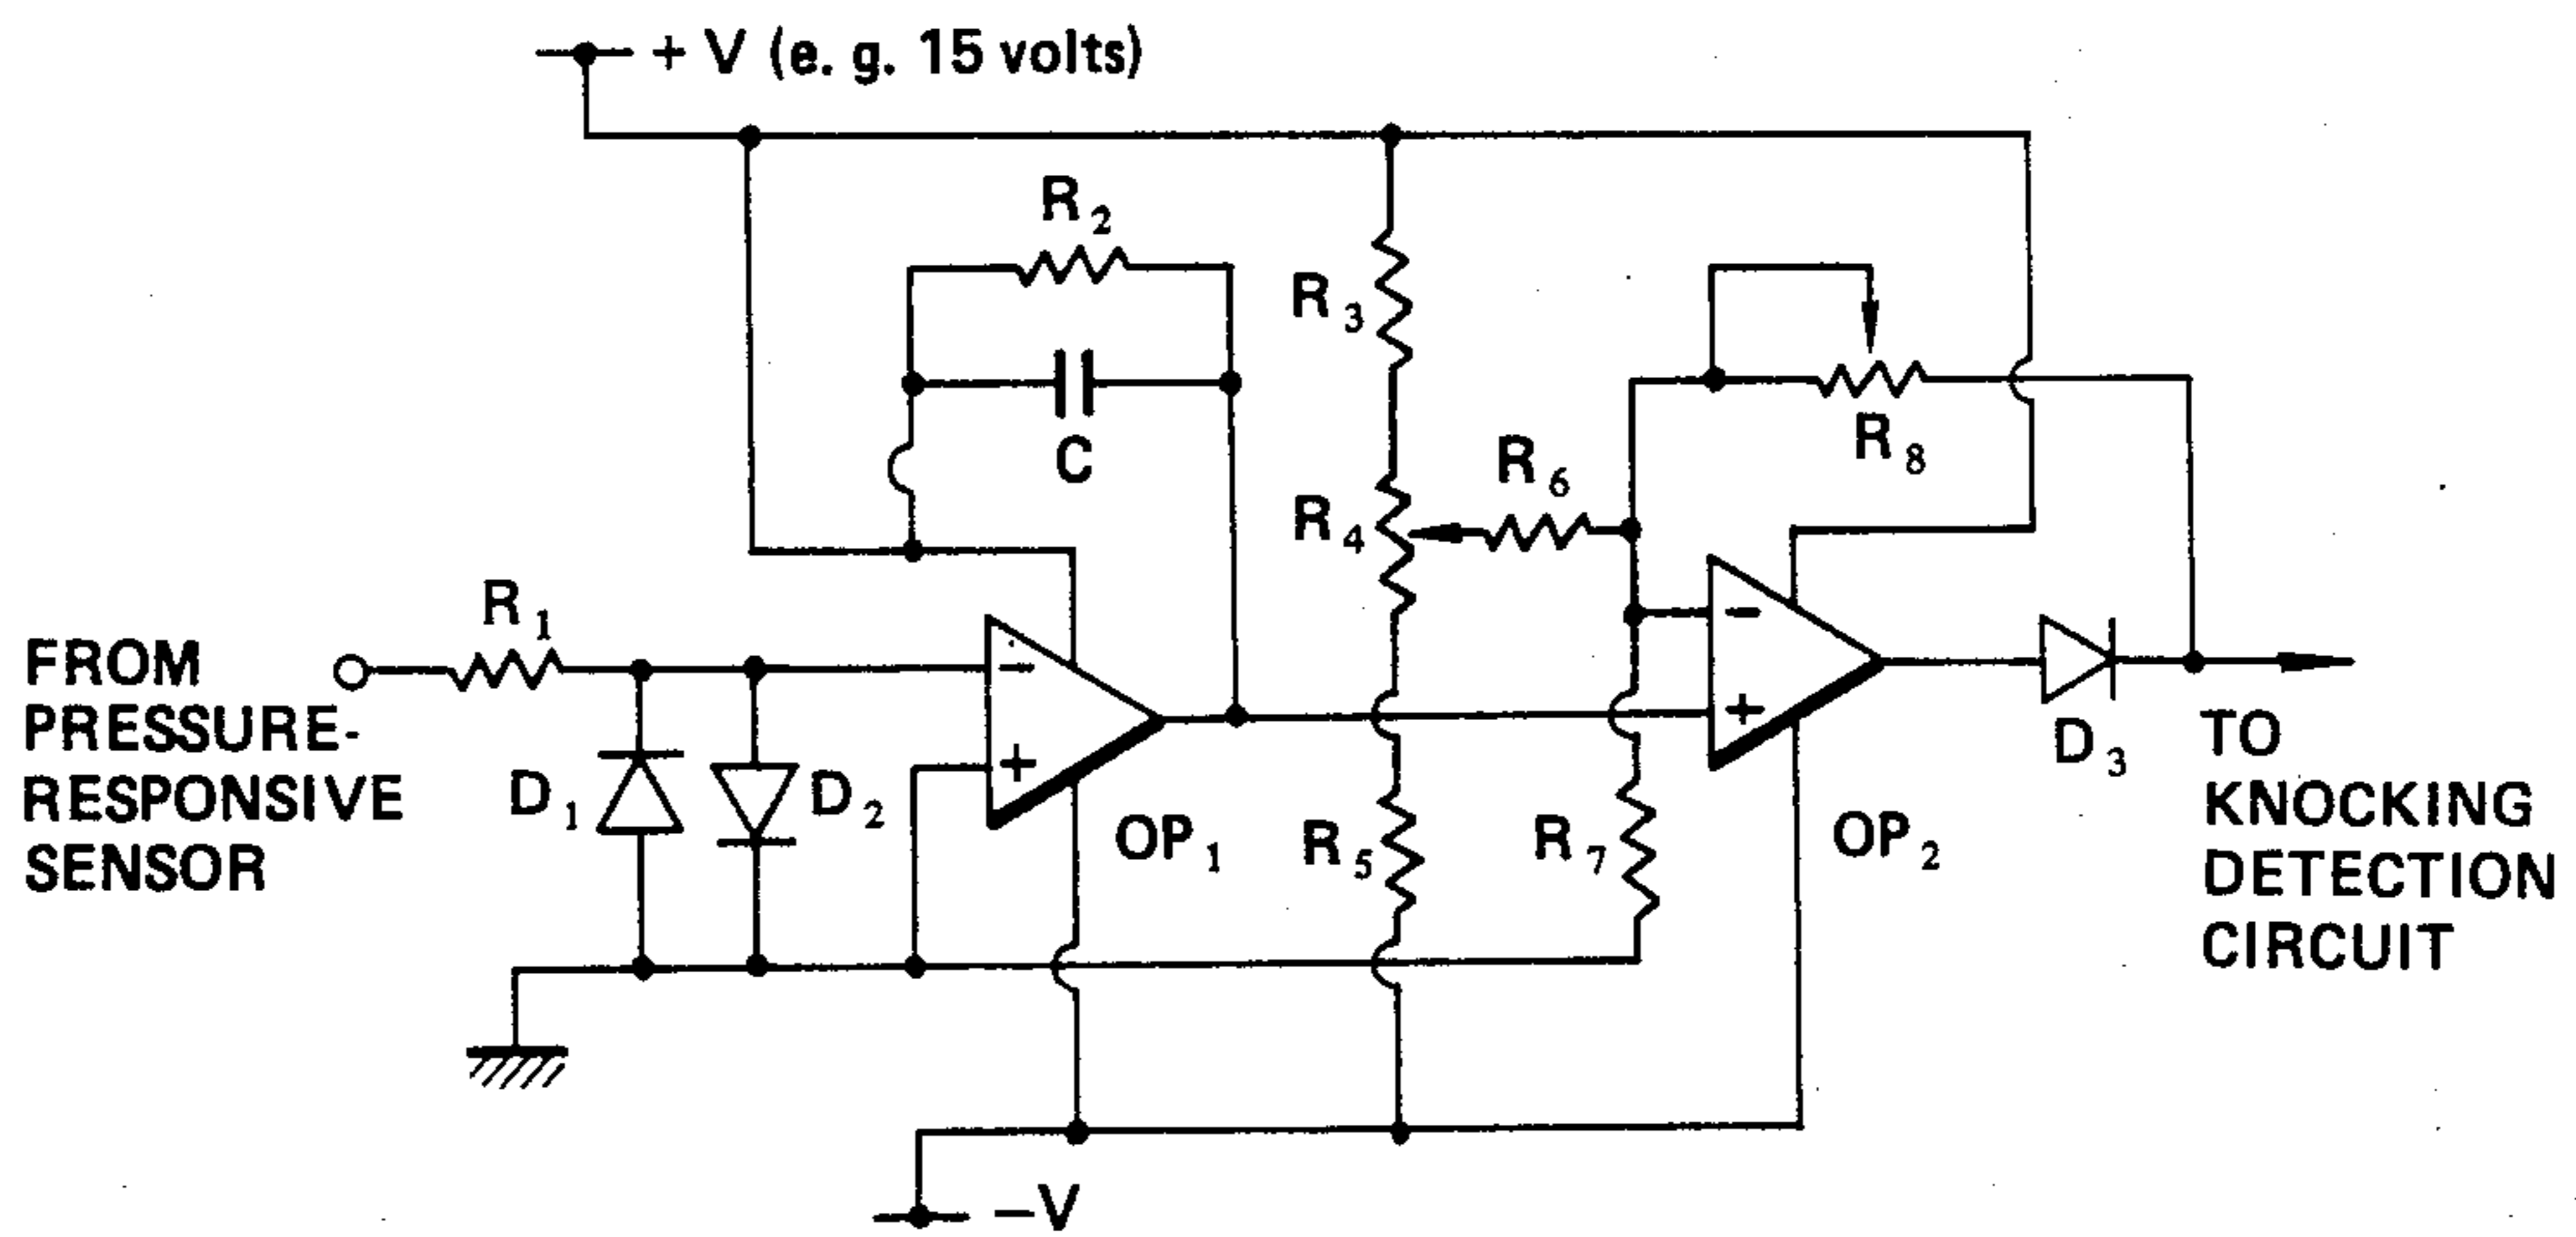 + V (e. g. 15 volts)
R2
R3
C
R8
R6
R4
R1
FROM
PRESSURE-
RESPONSIVE
SENSOR
D1
D2
-
+
OP1
R5
R7
-
+
OP2
D3
TO
KNOCKING
DETECTION
CIRCUIT
-V